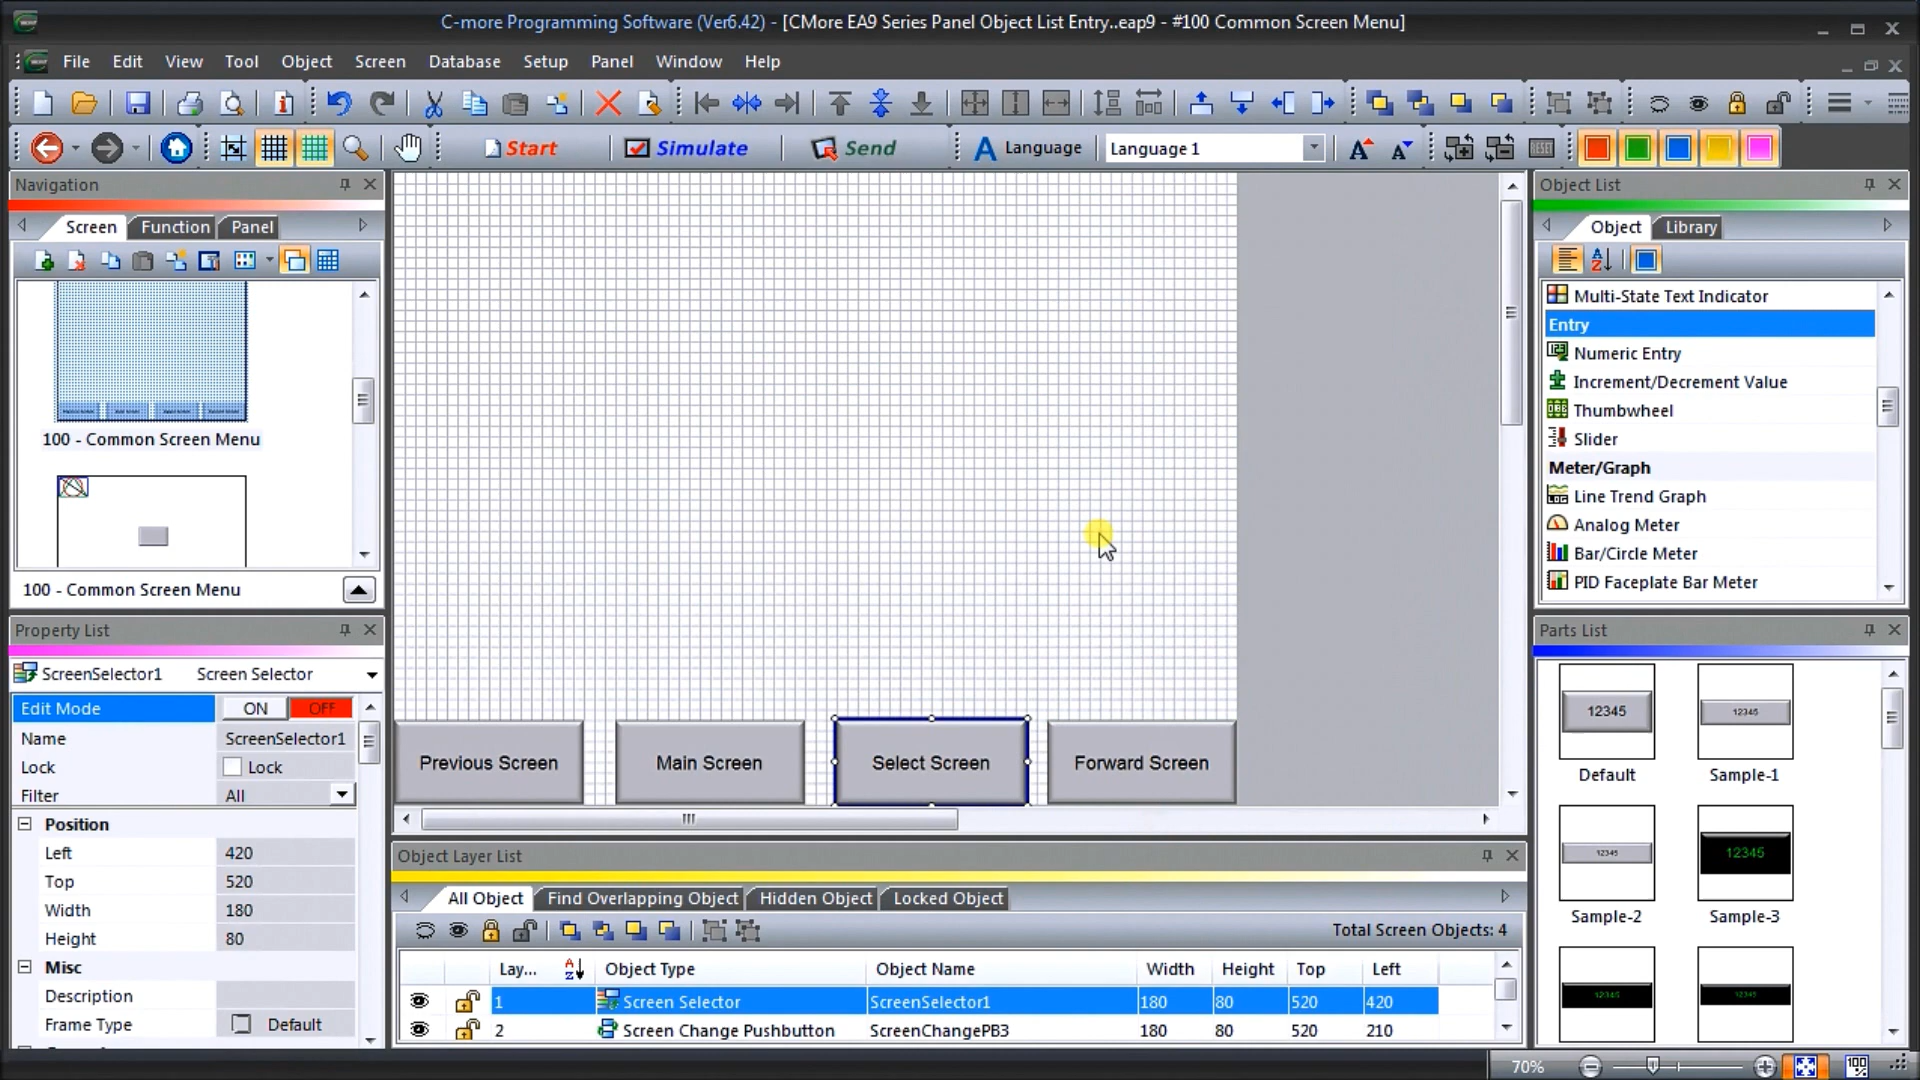 C-more Programming Software (Ver6.42) - [CMore EA9 Series Panel Object List Entry..eap9 - #100 Common Screen Menu]
File Edit View Tool Object Screen Database Setup Panel Window Help
Start Simulate Send A Language Language 1
Navigation
Screen Function Panel
100 - Common Screen Menu
100 - Common Screen Menu
Property List
ScreenSelector1 Screen Selector
Edit Mode ON OFF
Name ScreenSelector1
Lock Lock
Filter All
Position
Left 420
Top 520
Width 180
Height 80
Misc
Description
Frame Type Default
Previous Screen Main Screen Select Screen Forward Screen
Object Layer List
All Object Find Overlapping Object Hidden Object Locked Object
Total Screen Objects: 4
Lay... Object Type Object Name Width Height Top Left
1 Screen Selector ScreenSelector1 180 80 520 420
2 Screen Change Pushbutton ScreenChangePB3 180 80 520 210
Object List
Object Library
Multi-State Text Indicator
Entry
Numeric Entry
Increment/Decrement Value
Thumbwheel
Slider
Meter/Graph
Line Trend Graph
Analog Meter
Bar/Circle Meter
PID Faceplate Bar Meter
Parts List
12345 12345
Default Sample-1
12345 12345
Sample-2 Sample-3
12345 12345
70%